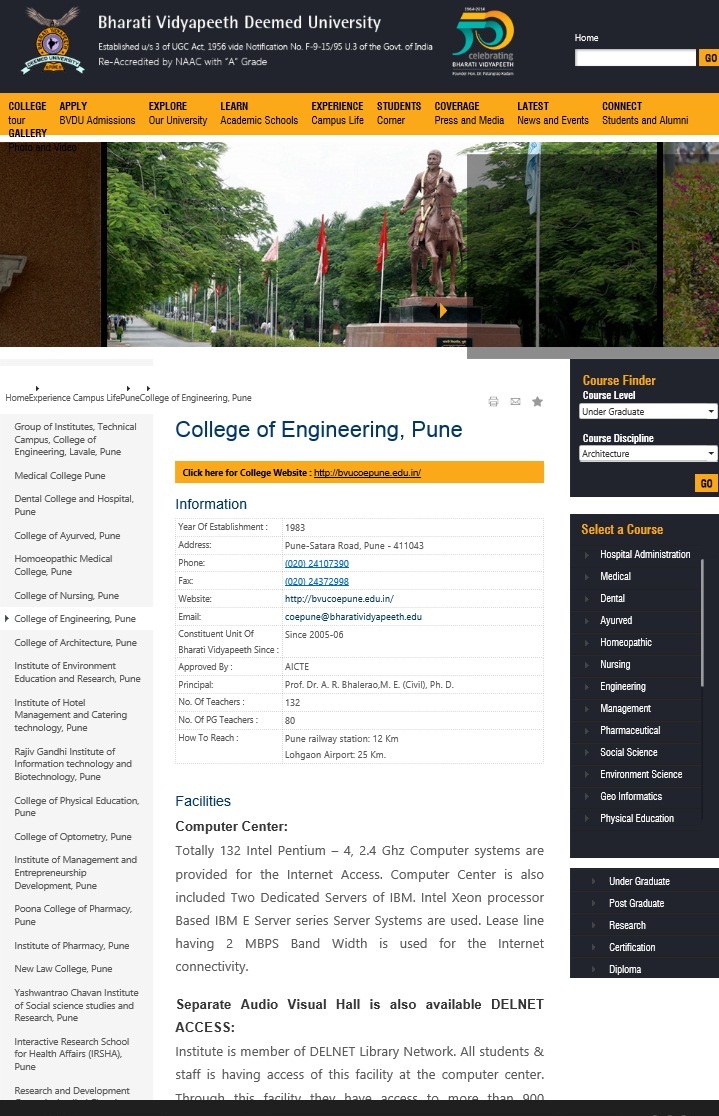 Bharati Vidyapeeth Deemed University
Established u/s 3 of UGC Act, 1956 vide Notification No. F-9-15/95 U.3 of the Govt. of India
Re-Accredited by NAAC with “A” Grade
1964-2014
50
celebrating
BHARATI VIDYAPEETH
Founder Hon. Dr. Patangrao Kadam
DEEMED UNIVERSITY
Home
GO
COLLEGE
tour
APPLY
BVDU Admissions
EXPLORE
Our University
LEARN
Academic Schools
EXPERIENCE
Campus Life
STUDENTS
Corner
COVERAGE
Press and Media
LATEST
News and Events
CONNECT
Students and Alumni
GALLERY
Photo and Video
HomeExperience Campus LifePuneCollege of Engineering, Pune
Group of Institutes, Technical
Campus, College of
Engineering, Lavale, Pune
Medical College Pune
Dental College and Hospital,
Pune
College of Ayurved, Pune
Homoeopathic Medical
College, Pune
College of Nursing, Pune
College of Engineering, Pune
College of Architecture, Pune
Institute of Environment
Education and Research, Pune
Institute of Hotel
Management and Catering
technology, Pune
Rajiv Gandhi Institute of
Information technology and
Biotechnology, Pune
College of Physical Education,
Pune
College of Optometry, Pune
Institute of Management and
Entrepreneurship
Development, Pune
Poona College of Pharmacy,
Pune
Institute of Pharmacy, Pune
New Law College, Pune
Yashwantrao Chavan Institute
of Social science studies and
Research, Pune
Interactive Research School
for Health Affairs (IRSHA),
Pune
Research and Development
College of Engineering, Pune
Click here for College Website : http://bvucoepune.edu.in/
Information
Year Of Establishment : 1983
Address: Pune-Satara Road, Pune - 411043
Phone: (020) 24107390
Fax: (020) 24372998
Website: http://bvucoepune.edu.in/
Email: coepune@bharatividyapeeth.edu
Constituent Unit Of Since 2005-06
Bharati Vidyapeeth Since :
Approved By : AICTE
Principal: Prof. Dr. A. R. Bhalerao,M. E. (Civil), Ph. D.
No. Of Teachers : 132
No. Of PG Teachers : 80
How To Reach : Pune railway station: 12 Km
Lohgaon Airport: 25 Km.
Facilities
Computer Center:
Totally 132 Intel Pentium – 4, 2.4 Ghz Computer systems are
provided for the Internet Access. Computer Center is also
included Two Dedicated Servers of IBM. Intel Xeon processor
Based IBM E Server series Server Systems are used. Lease line
having 2 MBPS Band Width is used for the Internet
connectivity.
Separate Audio Visual Hall is also available DELNET
ACCESS:
Institute is member of DELNET Library Network. All students &
staff is having access of this facility at the computer center.
Through this facility they have access to more than 900
Course Finder
Course Level
Under Graduate
Course Discipline
Architecture
GO
Select a Course
Hospital Administration
Medical
Dental
Ayurved
Homeopathic
Nursing
Engineering
Management
Pharmaceutical
Social Science
Environment Science
Geo Informatics
Physical Education
Under Graduate
Post Graduate
Research
Certification
Diploma